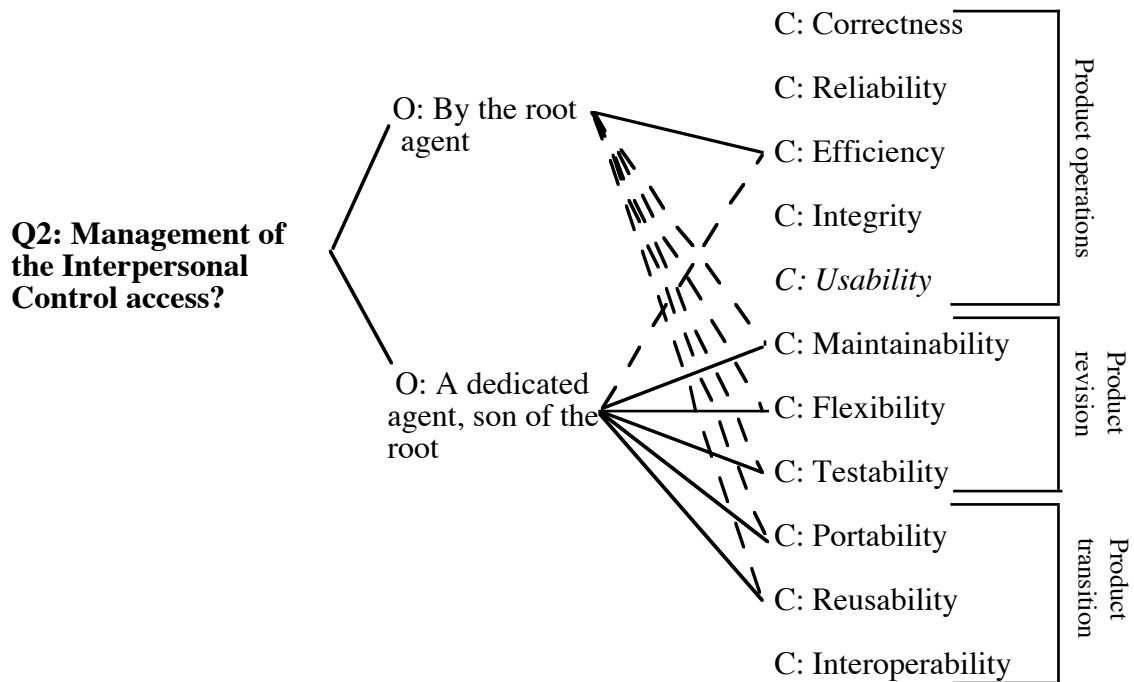 Q2: Management of
the Interpersonal
Control access?
O: By the root
agent
O: A dedicated
agent, son of the
root
C: Correctness
C: Reliability
C: Efficiency
C: Integrity
C: Usability
C: Maintainability
C: Flexibility
C: Testability
C: Portability
C: Reusability
C: Interoperability
Product operations
Product
revision
Product
transition